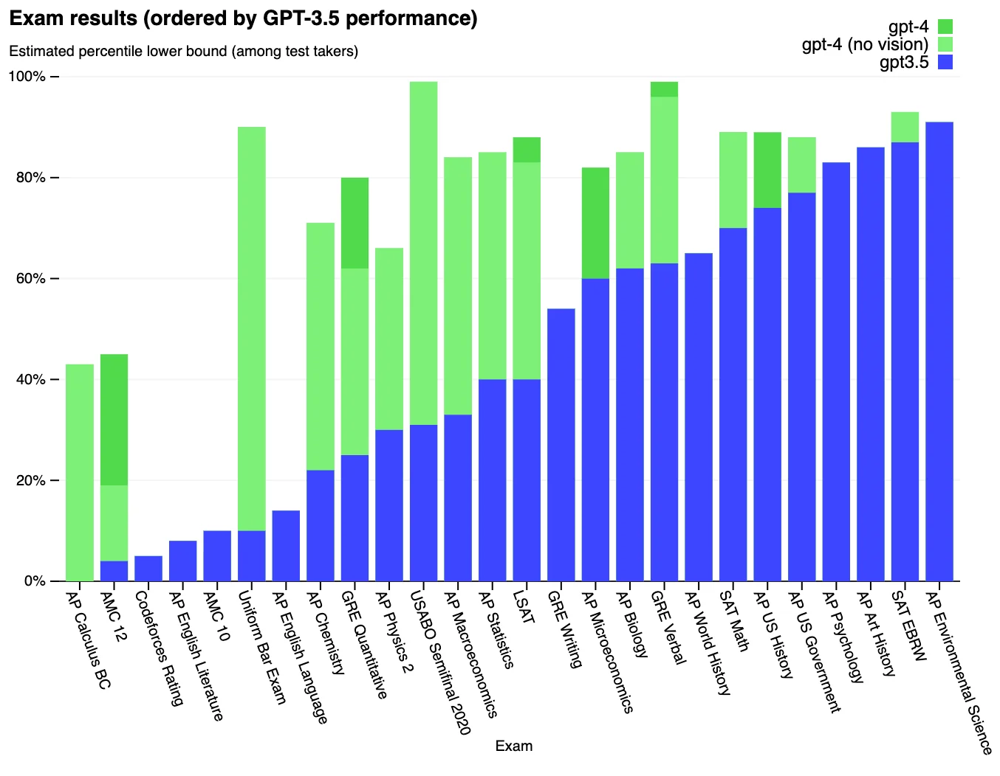 Exam results (ordered by GPT-3.5 performance)
Estimated percentile lower bound (among test takers)
gpt-4
gpt-4 (no vision)
gpt3.5
100%
80%
60%
40%
20%
0%
AP Calculus BC
AMC 12
Codeforces Rating
AP English Literature
AMC 10
Uniform Bar Exam
AP English Language
AP Chemistry
GRE Quantitative
AP Physics 2
USABO Semifinal 2020
AP Macroeconomics
AP Statistics
LSAT
GRE Writing
AP Microeconomics
AP Biology
GRE Verbal
AP World History
SAT Math
AP US History
AP US Government
AP Psychology
AP Art History
SAT EBRW
AP Environmental Science
Exam